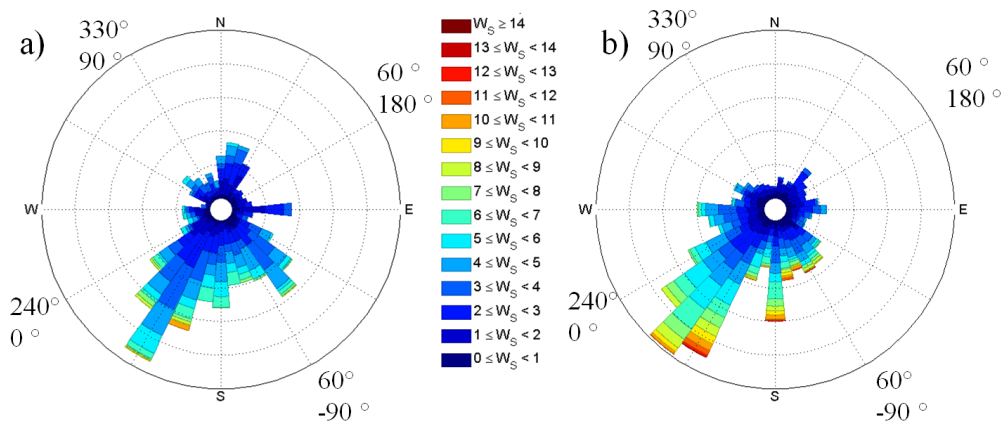 a)
330°
90 °
N
60 °
180 °
W
E
240°
0 °
S
60°
-90 °
W_S ≥ 14
13 ≤ W_S < 14
12 ≤ W_S < 13
11 ≤ W_S < 12
10 ≤ W_S < 11
9 ≤ W_S < 10
8 ≤ W_S < 9
7 ≤ W_S < 8
6 ≤ W_S < 7
5 ≤ W_S < 6
4 ≤ W_S < 5
3 ≤ W_S < 4
2 ≤ W_S < 3
1 ≤ W_S < 2
0 ≤ W_S < 1
b)
330°
90 °
N
60 °
180 °
W
E
240°
0 °
S
60°
-90 °